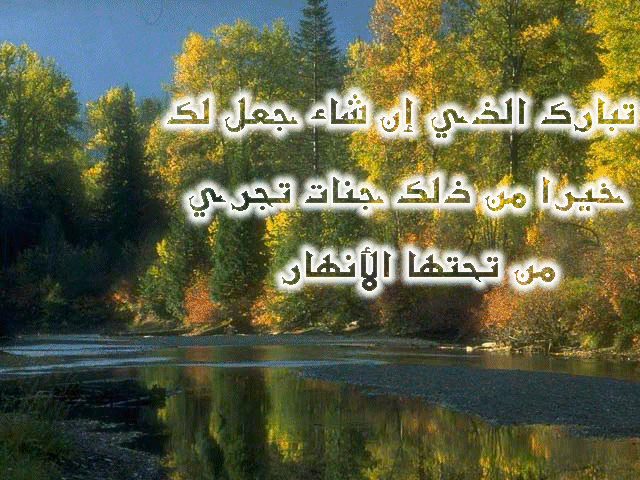 تبارك الذي إن شاء جعل لك
خيرا من ذلك جنات تجري
من تحتها الأنهار